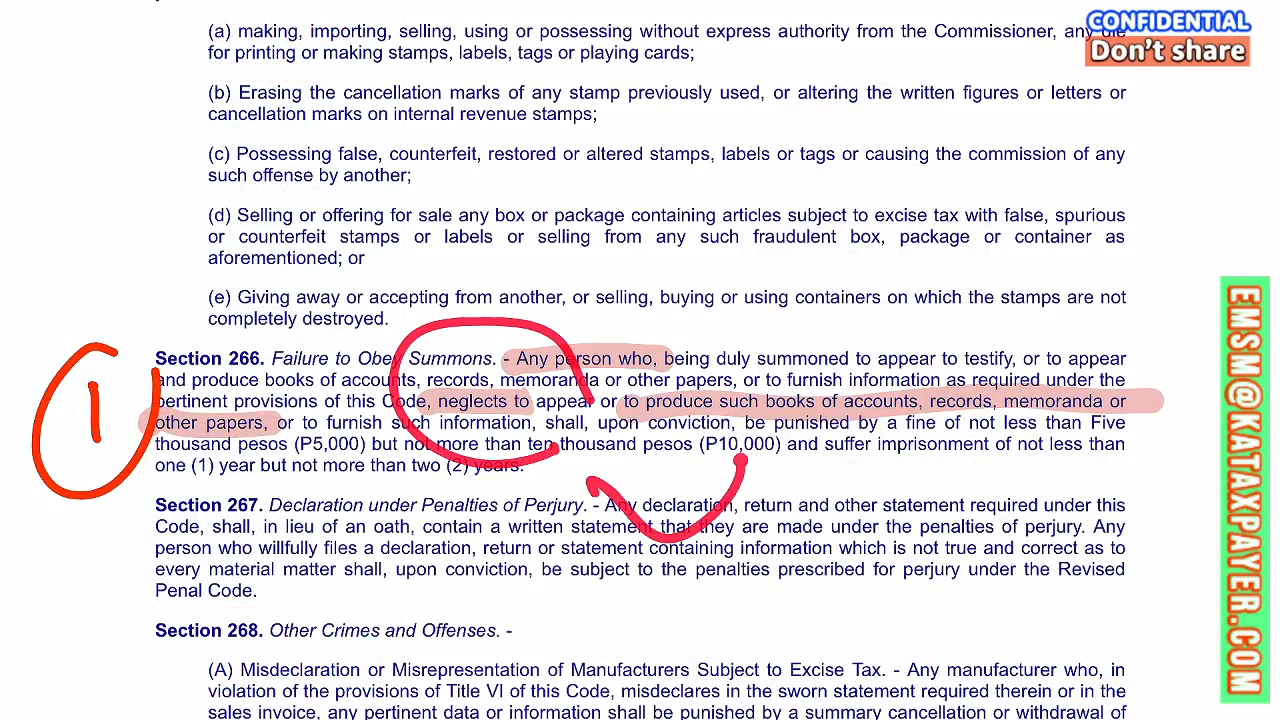 CONFIDENTIAL
Don't share
(a) making, importing, selling, using or possessing without express authority from the Commissioner, any die
for printing or making stamps, labels, tags or playing cards;
(b) Erasing the cancellation marks of any stamp previously used, or altering the written figures or letters or
cancellation marks on internal revenue stamps;
(c) Possessing false, counterfeit, restored or altered stamps, labels or tags or causing the commission of any
such offense by another;
(d) Selling or offering for sale any box or package containing articles subject to excise tax with false, spurious
or counterfeit stamps or labels or selling from any such fraudulent box, package or container as
aforementioned; or
(e) Giving away or accepting from another, or selling, buying or using containers on which the stamps are not
completely destroyed.
1
Section 266. Failure to Obey Summons. - Any person who, being duly summoned to appear to testify, or to appear
and produce books of accounts, records, memoranda or other papers, or to furnish information as required under the
pertinent provisions of this Code, neglects to appear or to produce such books of accounts, records, memoranda or
other papers, or to furnish such information, shall, upon conviction, be punished by a fine of not less than Five
thousand pesos (P5,000) but not more than ten thousand pesos (P10,000) and suffer imprisonment of not less than
one (1) year but not more than two (2) years.
Section 267. Declaration under Penalties of Perjury. - Any declaration, return and other statement required under this
Code, shall, in lieu of an oath, contain a written statement that they are made under the penalties of perjury. Any
person who willfully files a declaration, return or statement containing information which is not true and correct as to
every material matter shall, upon conviction, be subject to the penalties prescribed for perjury under the Revised
Penal Code.
Section 268. Other Crimes and Offenses. -
(A) Misdeclaration or Misrepresentation of Manufacturers Subject to Excise Tax. - Any manufacturer who, in
violation of the provisions of Title VI of this Code, misdeclares in the sworn statement required therein or in the
sales invoice, any pertinent data or information shall be punished by a summary cancellation or withdrawal of
EMSM@KATAXPAYER.COM